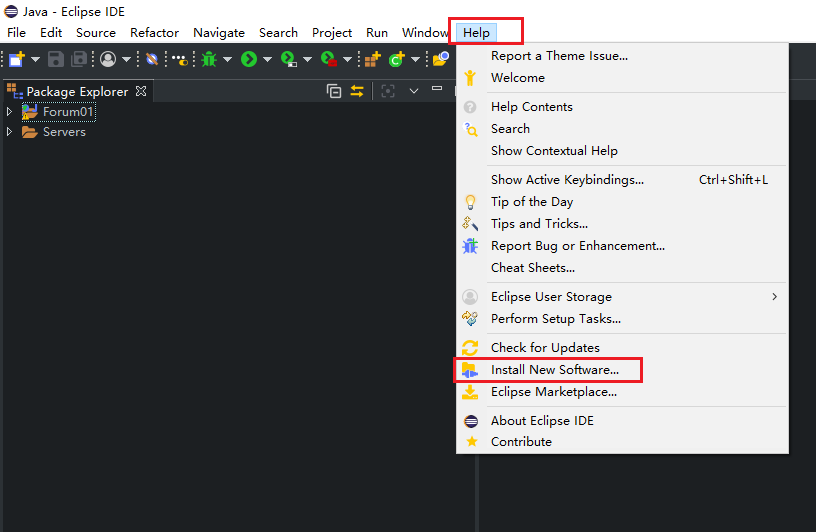 Java - Eclipse IDE
File Edit Source Refactor Navigate Search Project Run Window Help
Package Explorer
Forum01
Servers
Report a Theme Issue...
Welcome
Help Contents
Search
Show Contextual Help
Show Active Keybindings... Ctrl+Shift+L
Tip of the Day
Tips and Tricks...
Report Bug or Enhancement...
Cheat Sheets...
Eclipse User Storage
Perform Setup Tasks...
Check for Updates
Install New Software...
Eclipse Marketplace...
About Eclipse IDE
Contribute